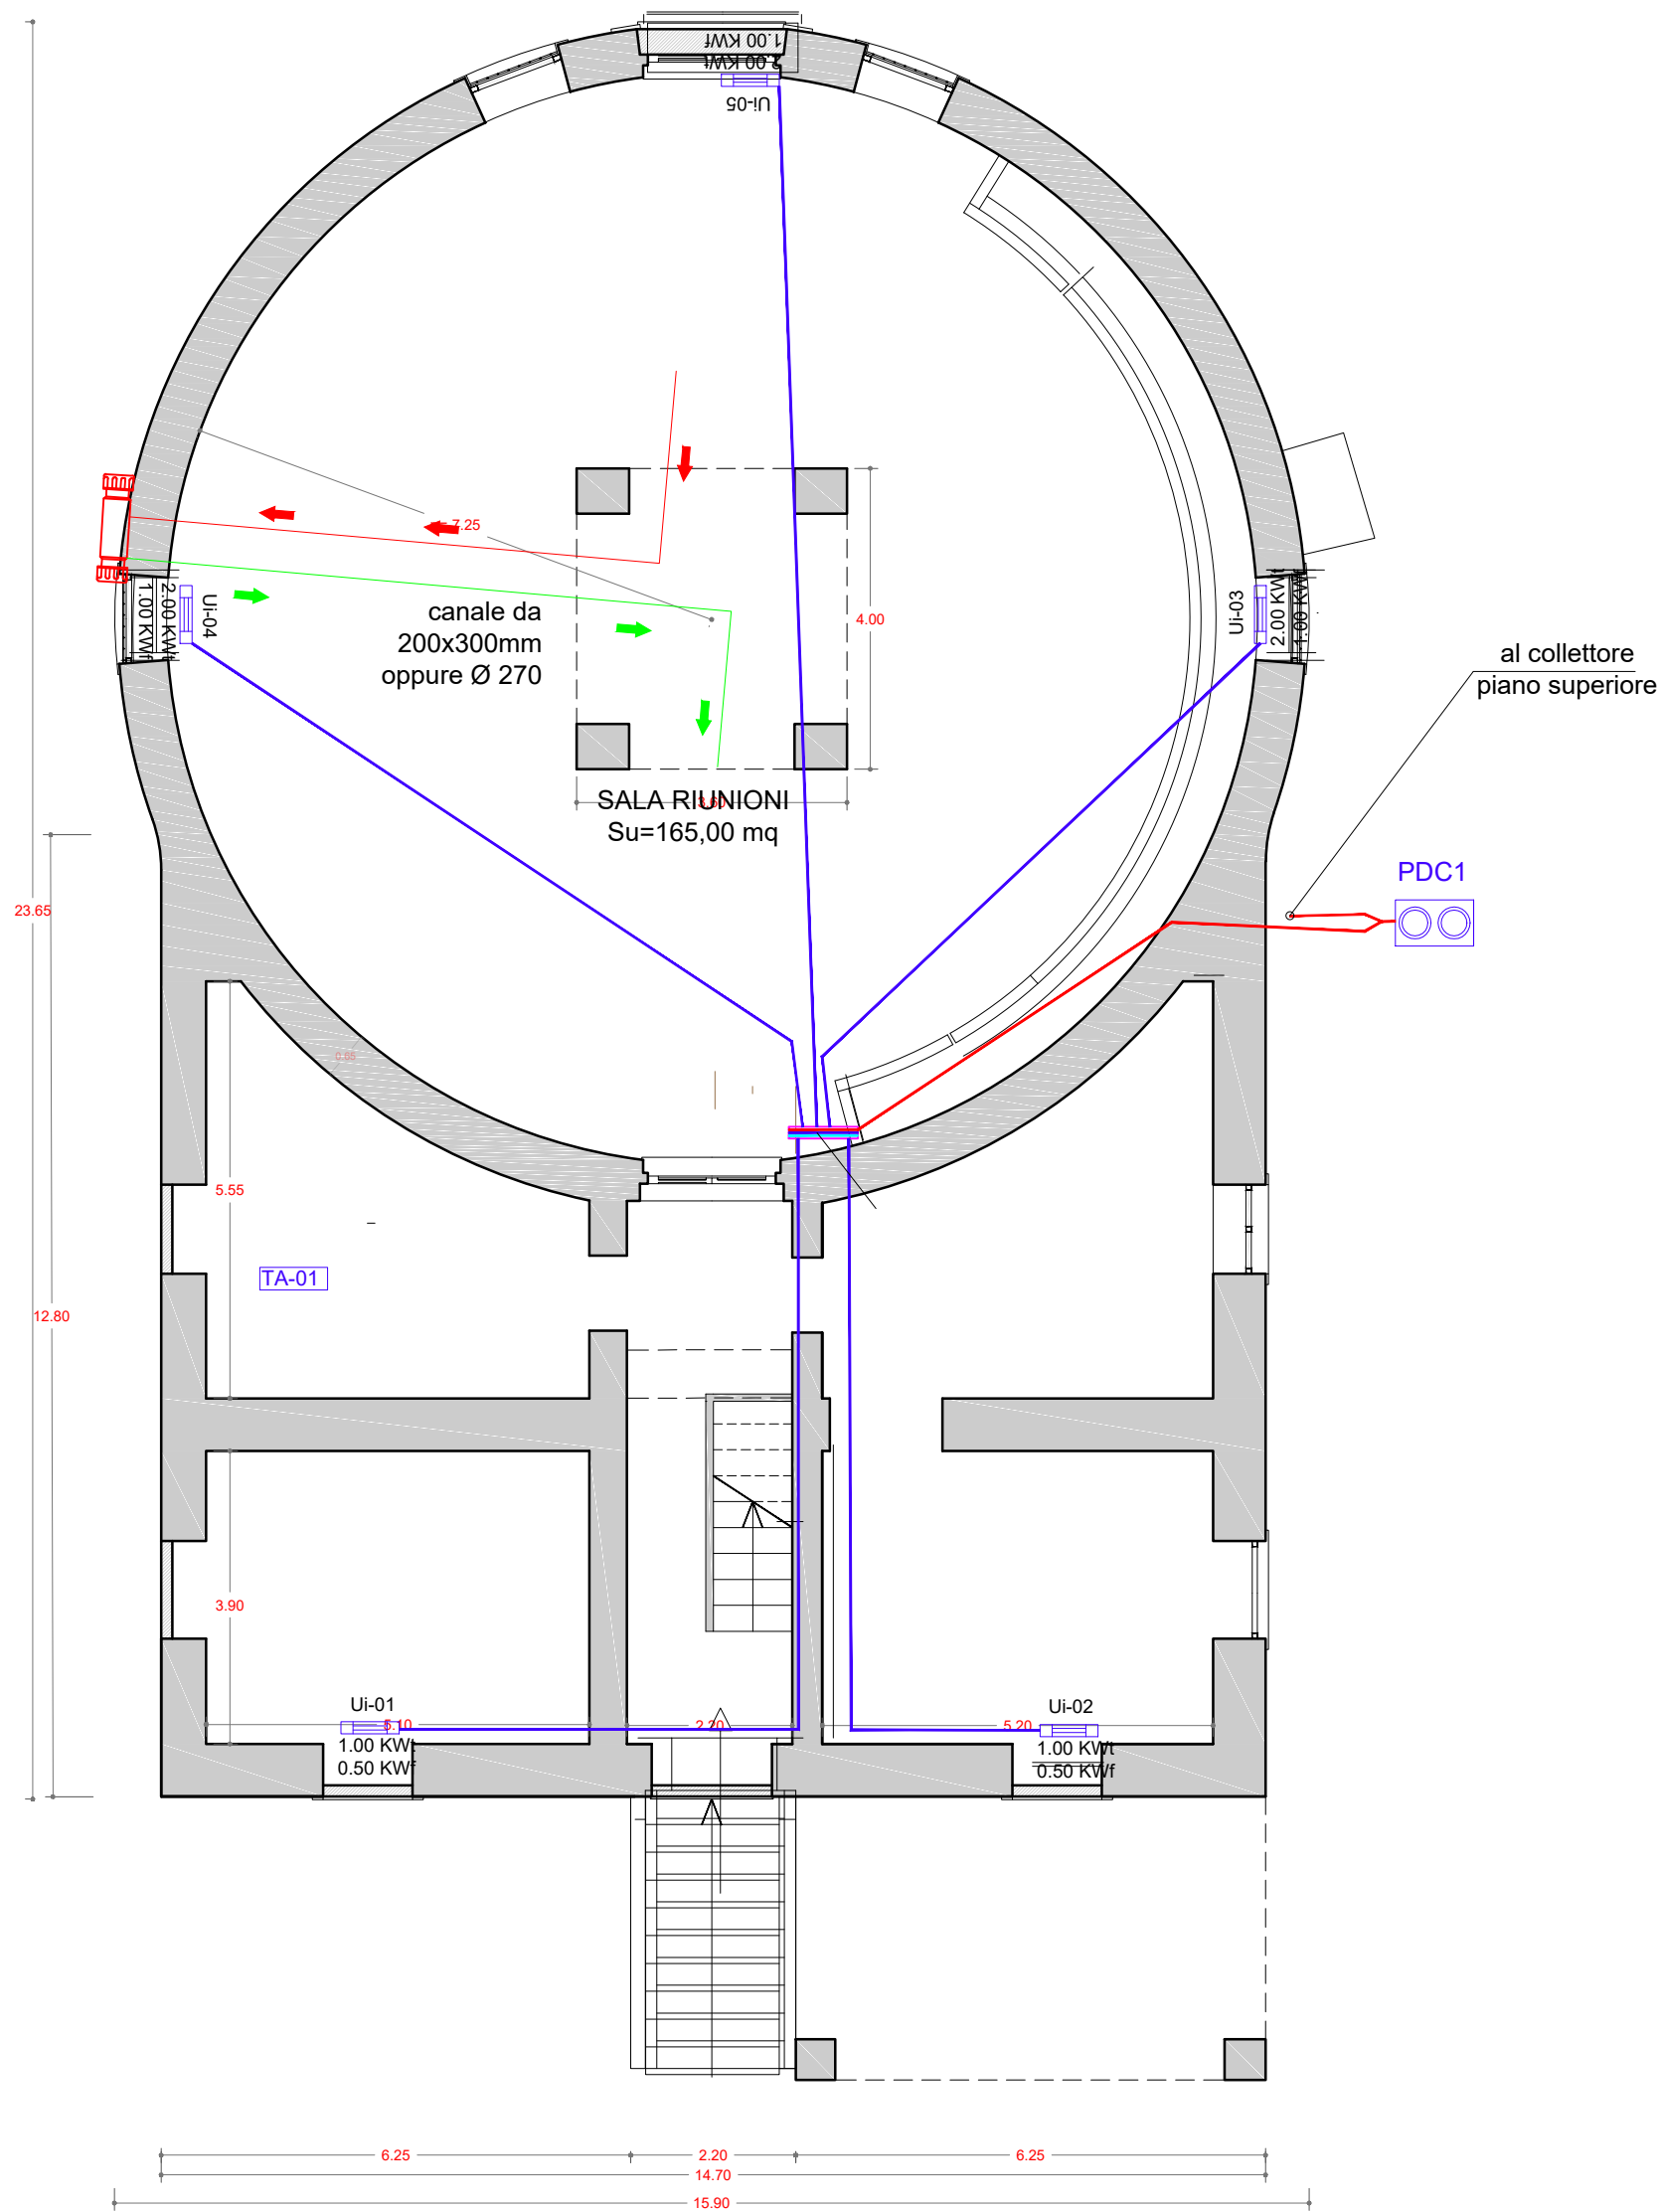 1.00 KWf
2.00 KWt
Ui-05
7.25
canale da
200x300mm
oppure Ø 270
4.00
Ui-04
2.00 KWt
1.00 KWf
Ui-03
2.00 KWt
1.00 KWf
al collettore
piano superiore
3.60
SALA RIUNIONI
Su=165,00 mq
PDC1
23.65
0.65
5.55
TA-01
12.80
3.90
Ui-01
5.10
1.00 KWt
0.50 KWf
2.20
Ui-02
5.20
1.00 KWt
0.50 KWf
6.25
2.20
6.25
14.70
15.90